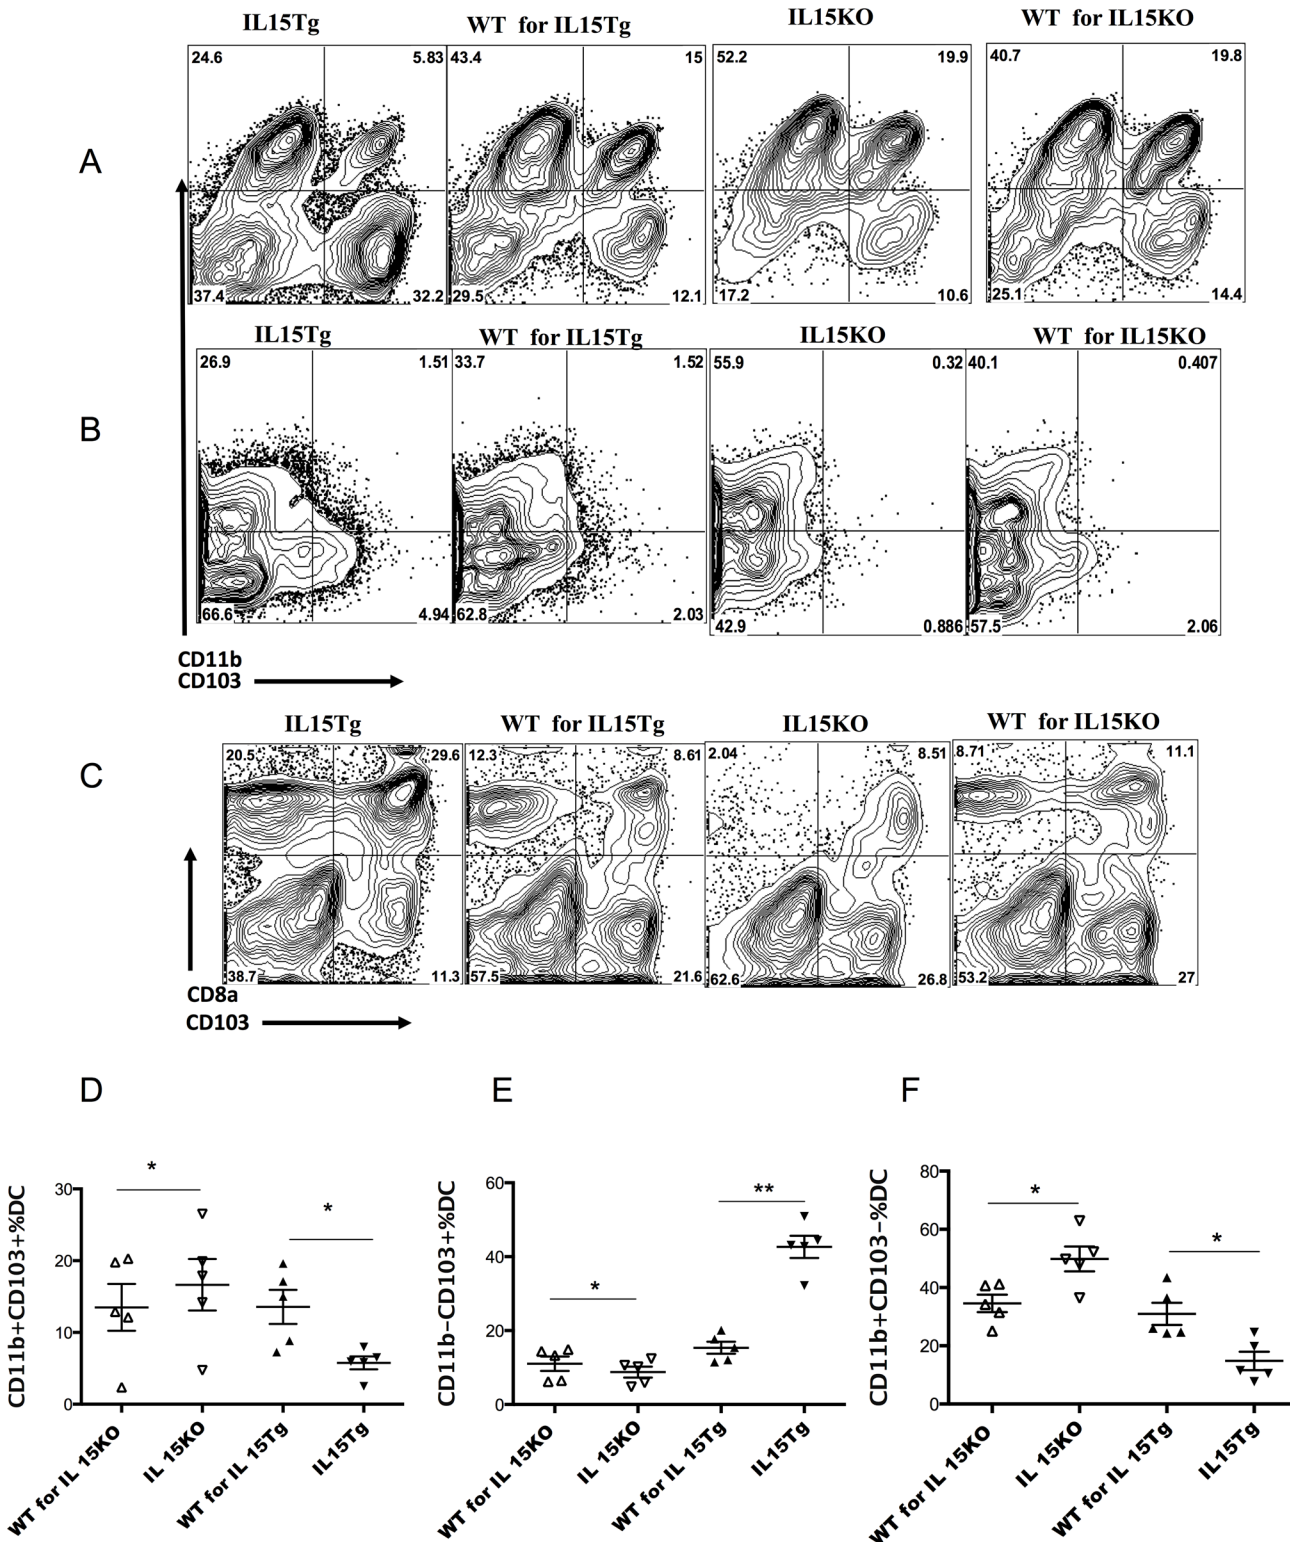 IL15Tg WT for IL15Tg IL15KO WT for IL15KO
24.6 5.83 43.4 15 52.2 19.9 40.7 19.8
A
37.4 32.2 29.5 12.1 17.2 10.6 25.1 14.4
IL15Tg WT for IL15Tg IL15KO WT for IL15KO
26.9 1.51 33.7 1.52 55.9 0.32 40.1 0.407
B
66.6 4.94 62.8 2.03 42.9 0.886 57.5 2.06
CD11b
CD103
IL15Tg WT for IL15Tg IL15KO WT for IL15KO
20.5 29.6 12.3 8.61 2.04 8.51 8.71 11.1
C
38.7 11.3 57.5 21.6 62.6 26.8 53.2 27
CD8a
CD103
D
CD11b+CD103+%DC
30
20
10
0
*
*
WT for IL 15KO
IL 15KO
WT for IL 15Tg
IL15Tg
E
CD11b−CD103+%DC
60
40
20
0
*
**
WT for IL 15KO
IL 15KO
WT for IL 15Tg
IL15Tg
F
CD11b+CD103−%DC
80
60
40
20
0
*
*
WT for IL 15KO
IL 15KO
WT for IL 15Tg
IL15Tg